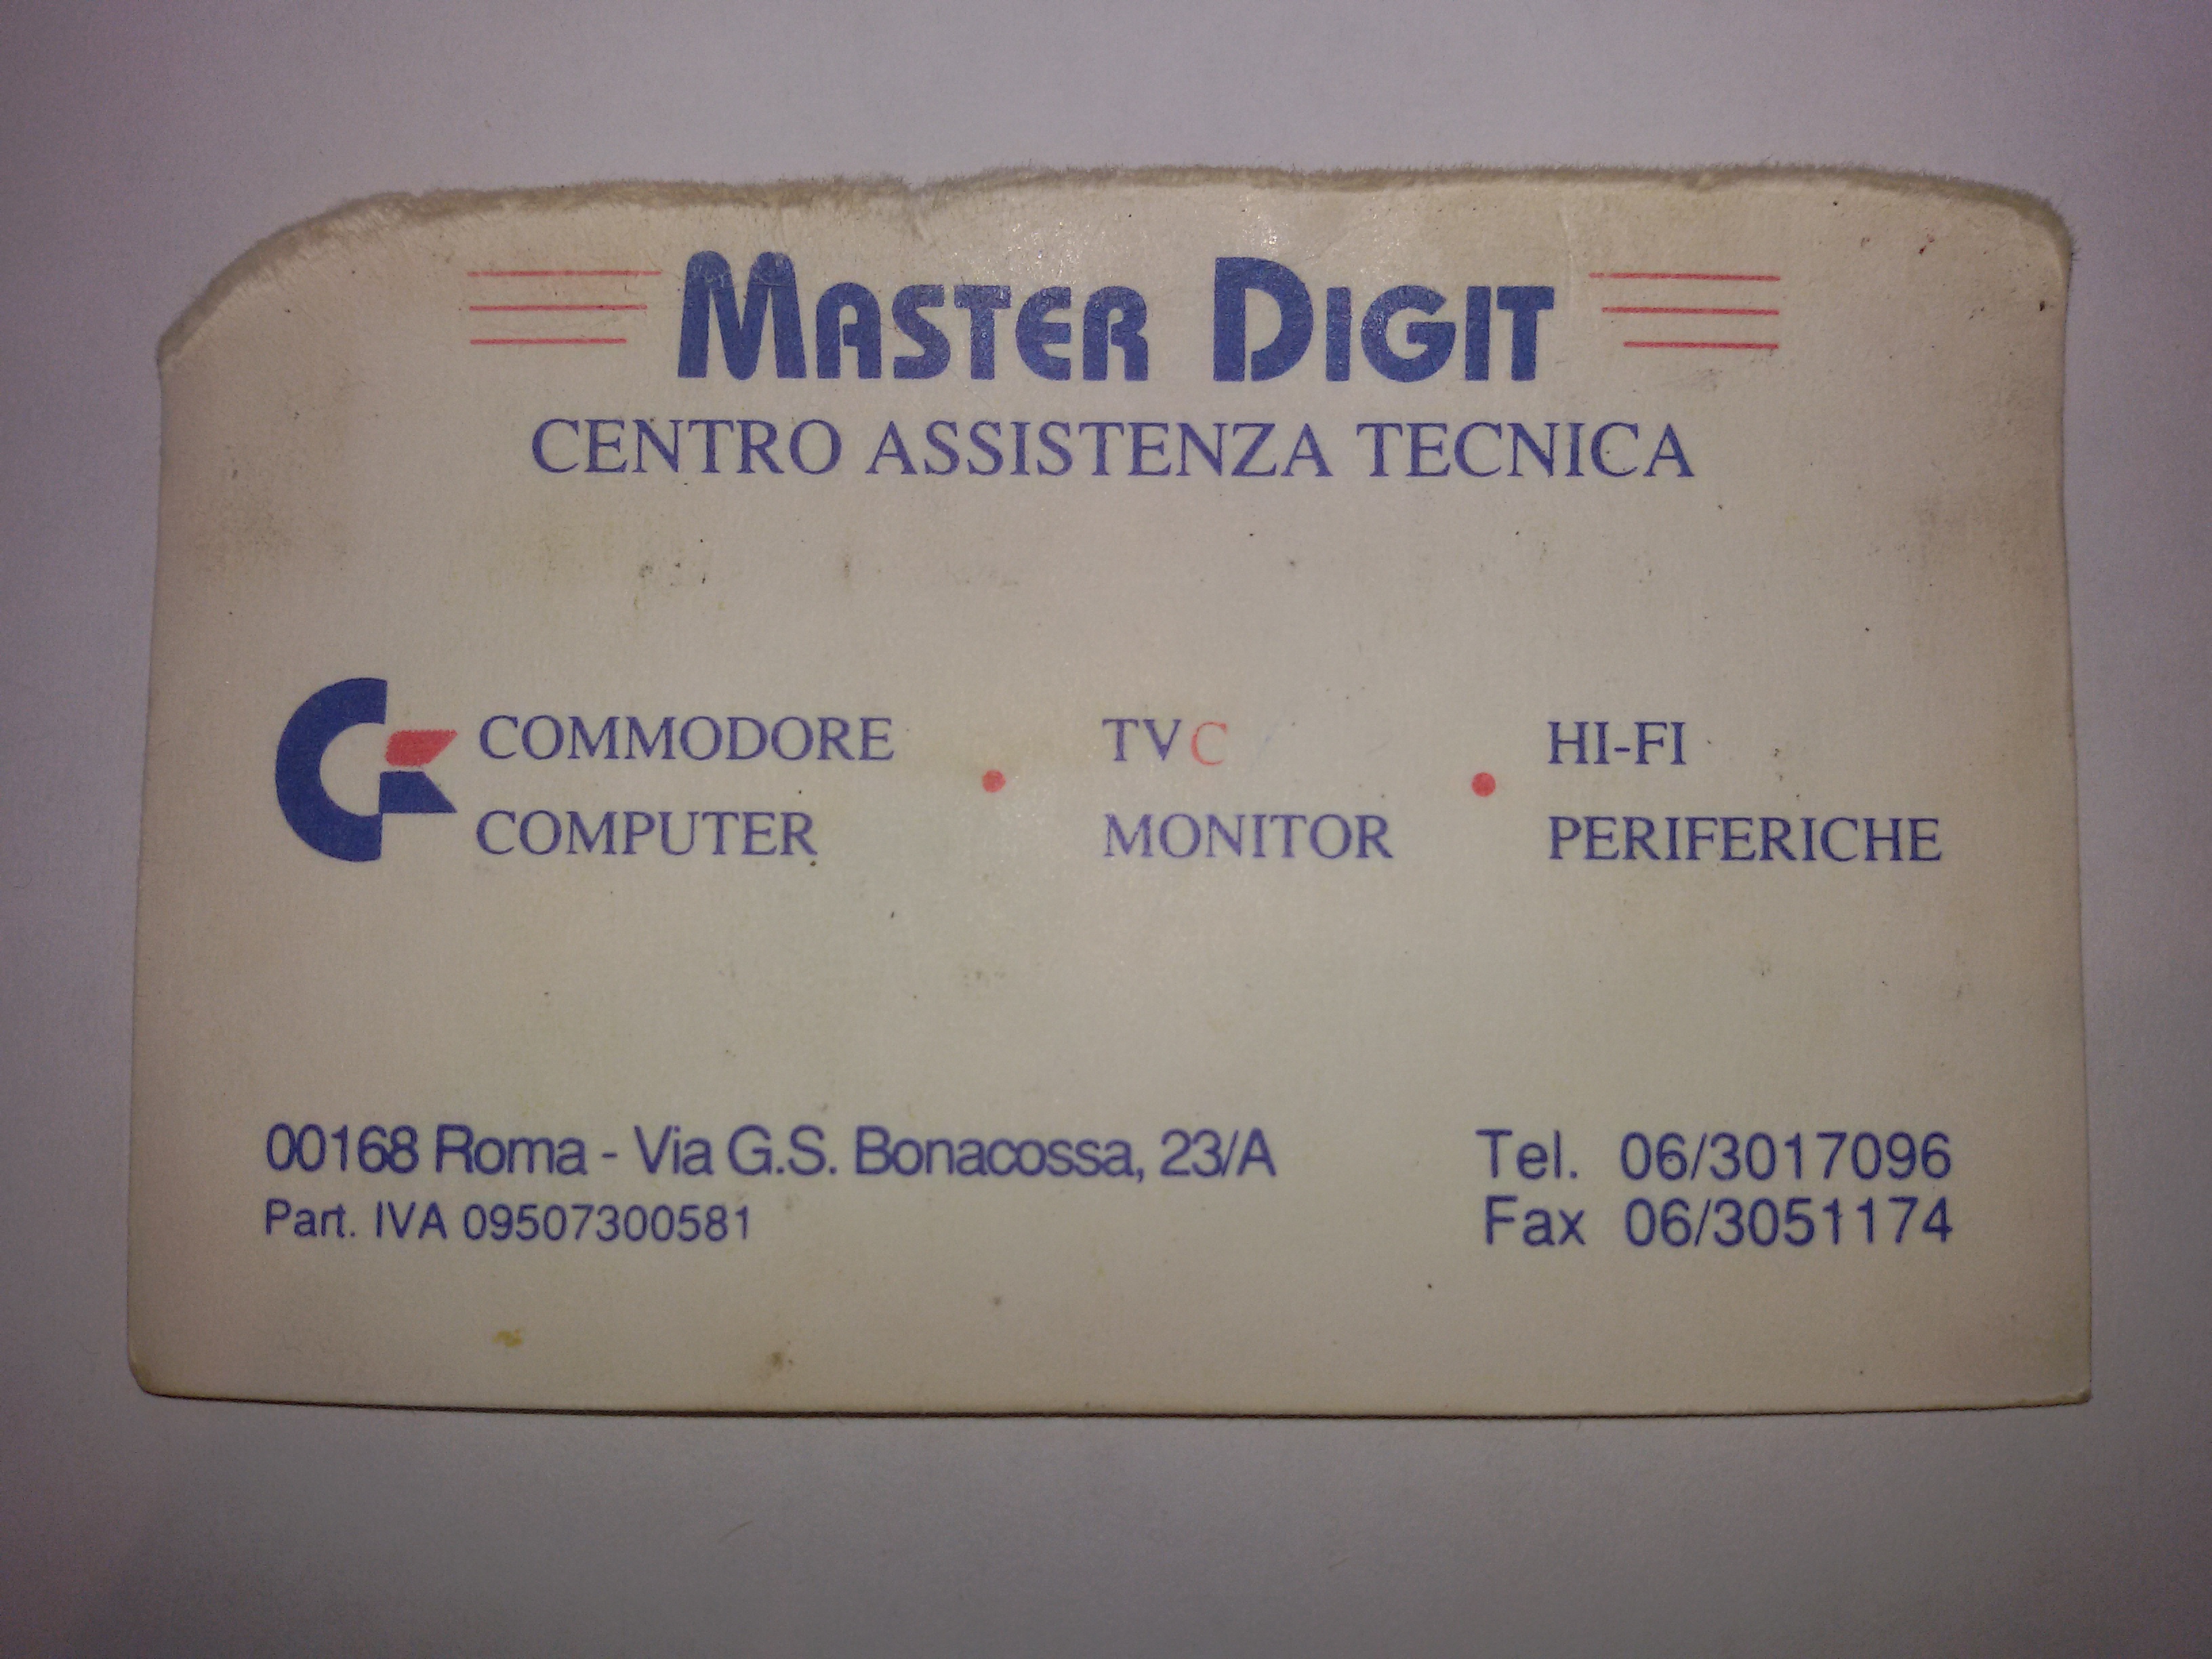 MASTER DIGIT
CENTRO ASSISTENZA TECNICA
COMMODORE • TVC • HI-FI
COMPUTER MONITOR PERIFERICHE
00168 Roma - Via G.S. Bonacossa, 23/A Tel. 06/3017096
Part. IVA 09507300581 Fax 06/3051174